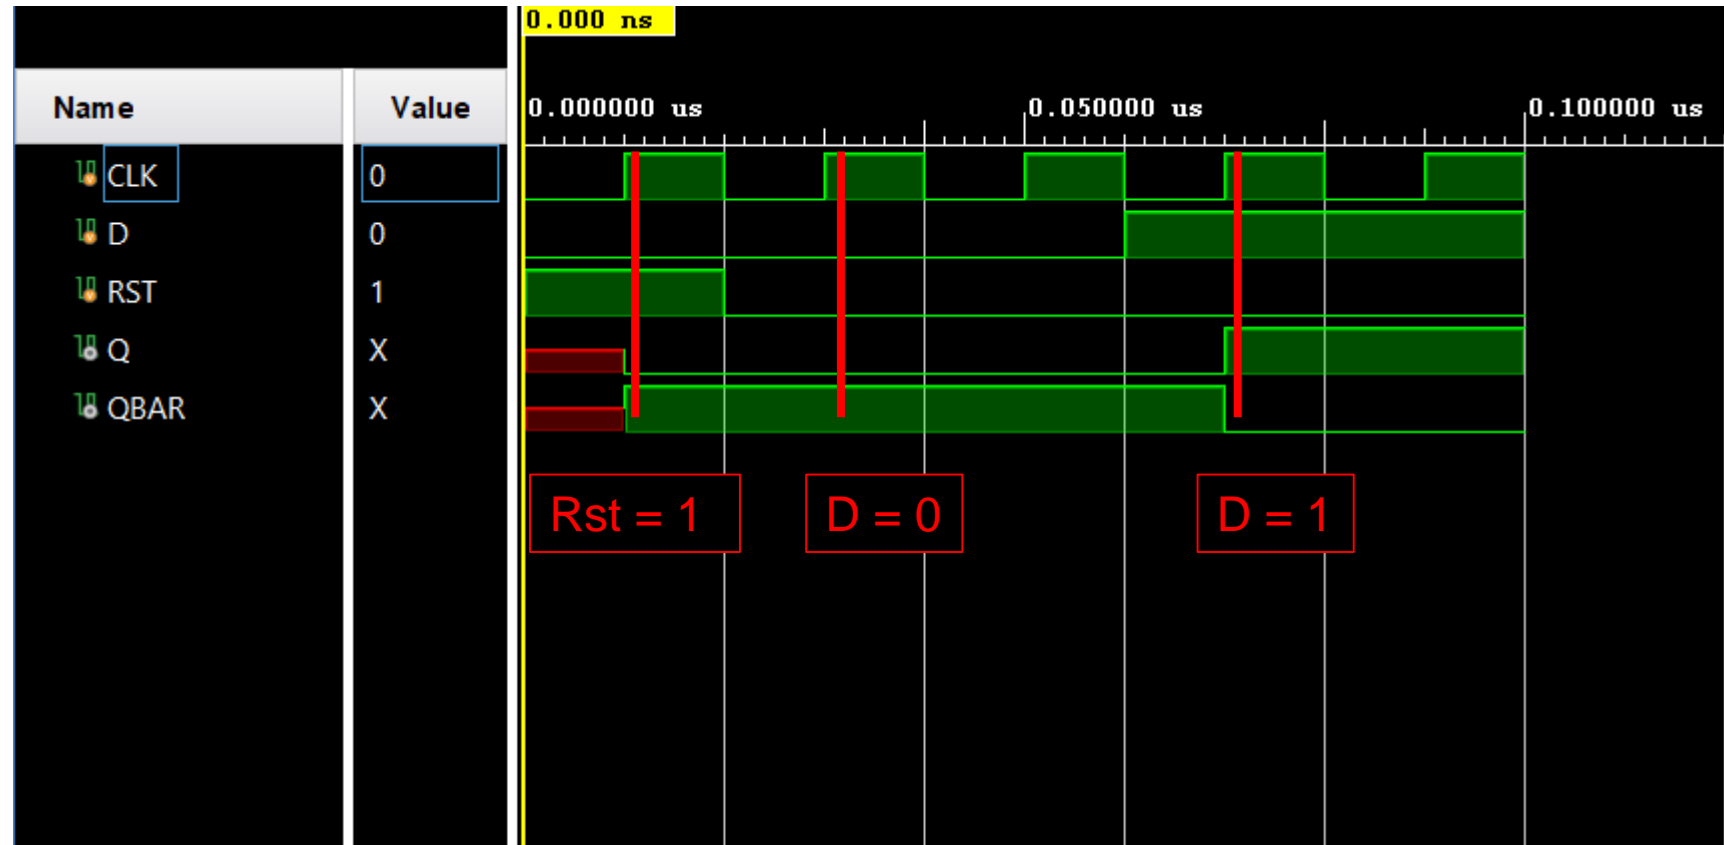 0.000 ns
Name Value 0.000000 us 0.050000 us 0.100000 us
CLK 0
D 0
RST 1
Q X
QBAR X
Rst = 1 D = 0 D = 1